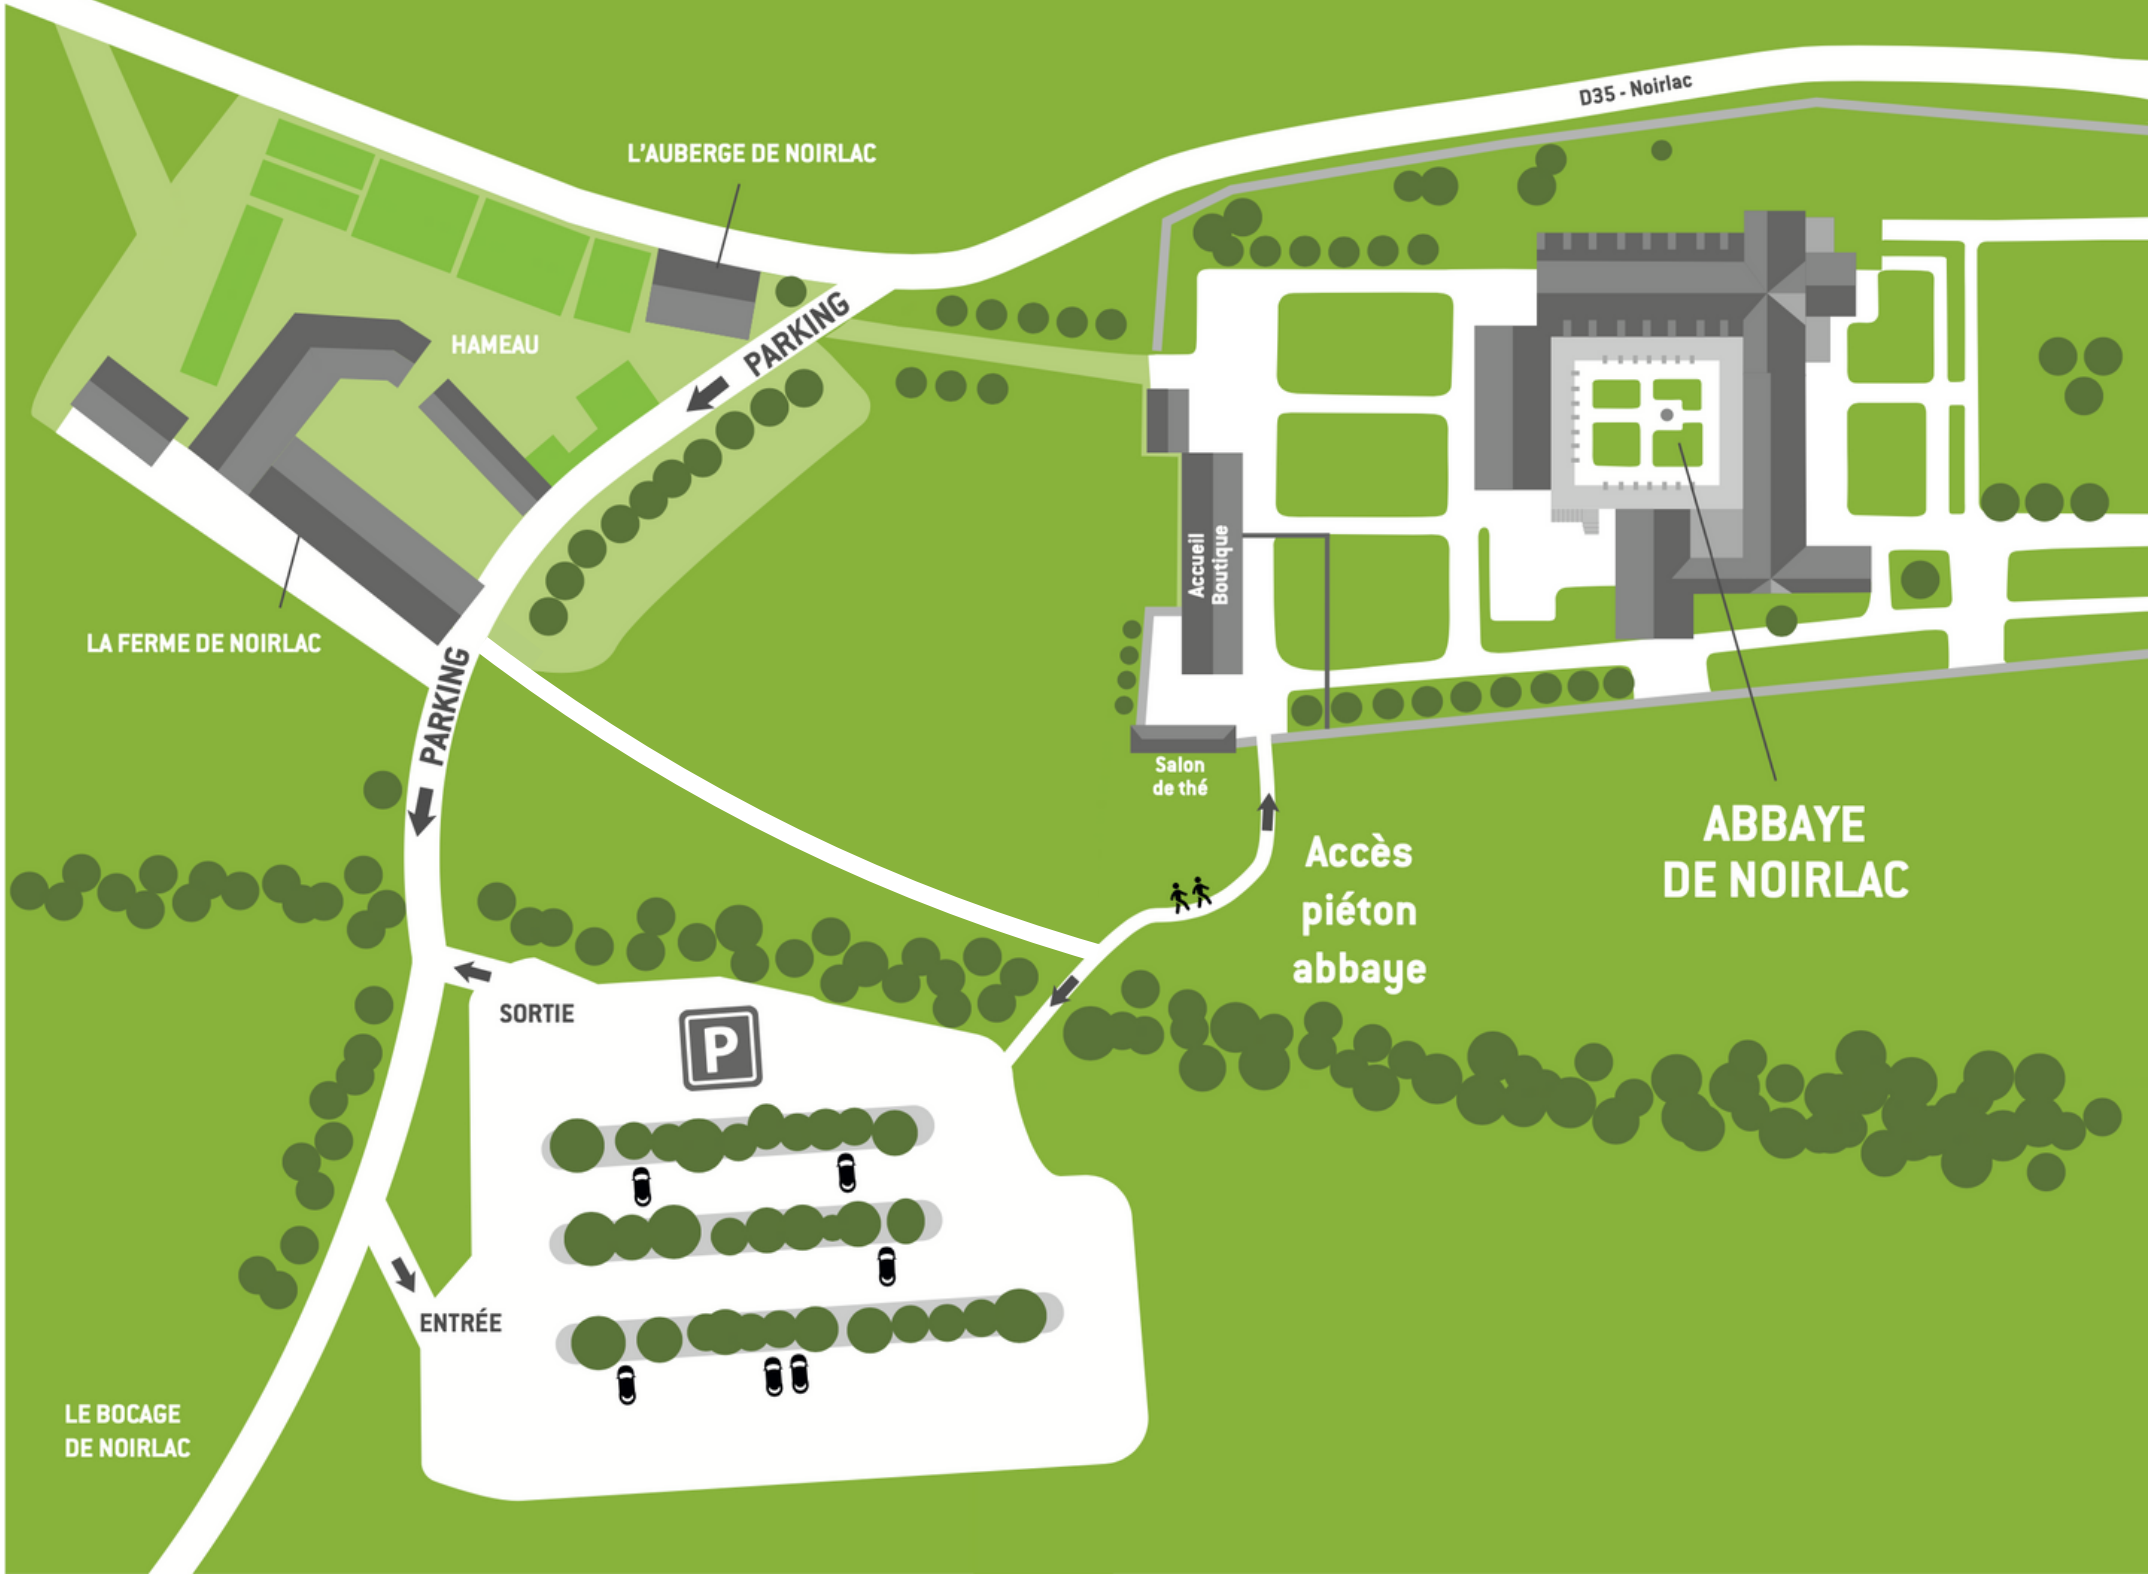 D35 - Noirlac
L'AUBERGE DE NOIRLAC
PARKING
HAMEAU
Accueil
Boutique
LA FERME DE NOIRLAC
PARKING
Salon
de thé
ABBAYE
DE NOIRLAC
Accès
piéton
abbaye
SORTIE
P
ENTRÉE
LE BOCAGE
DE NOIRLAC